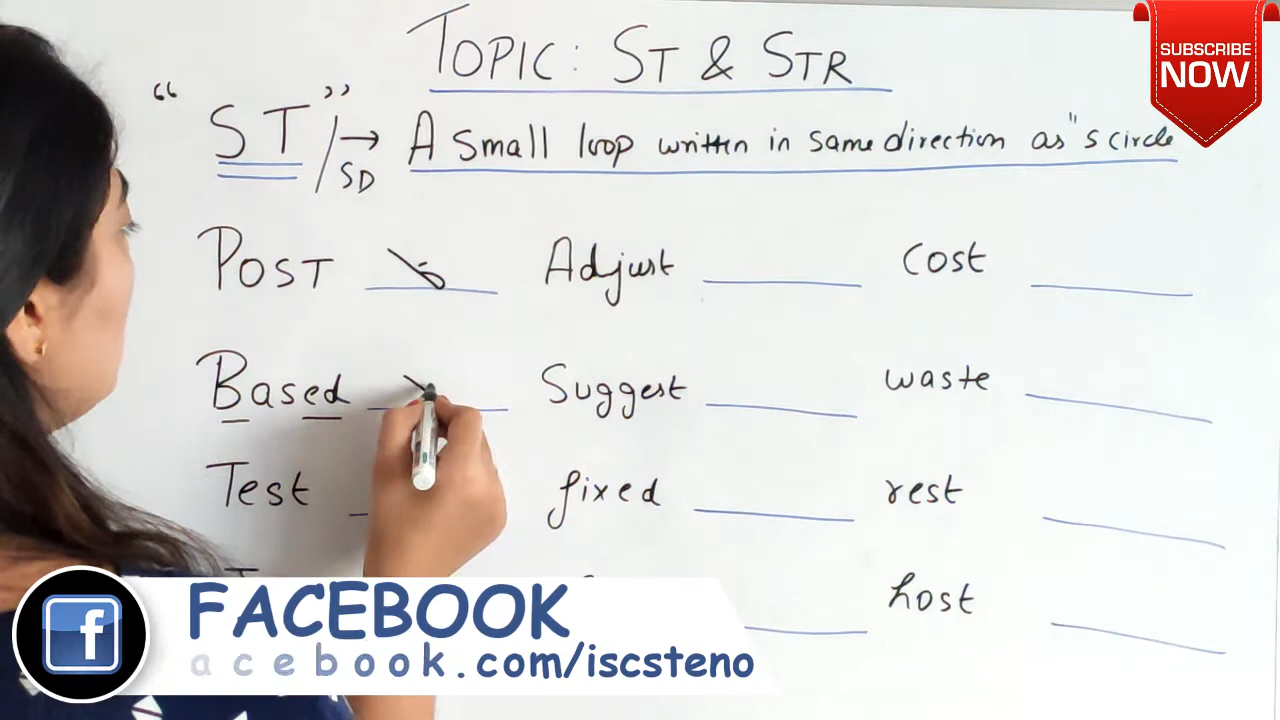 TOPIC: ST & STR
SUBSCRIBE
NOW
"ST"/SD → A small loop written in same direction as "s circle
POST Adjust Cost
Based Suggest waste
Test fixed rest
host
FACEBOOK
acebook.com/iscsteno